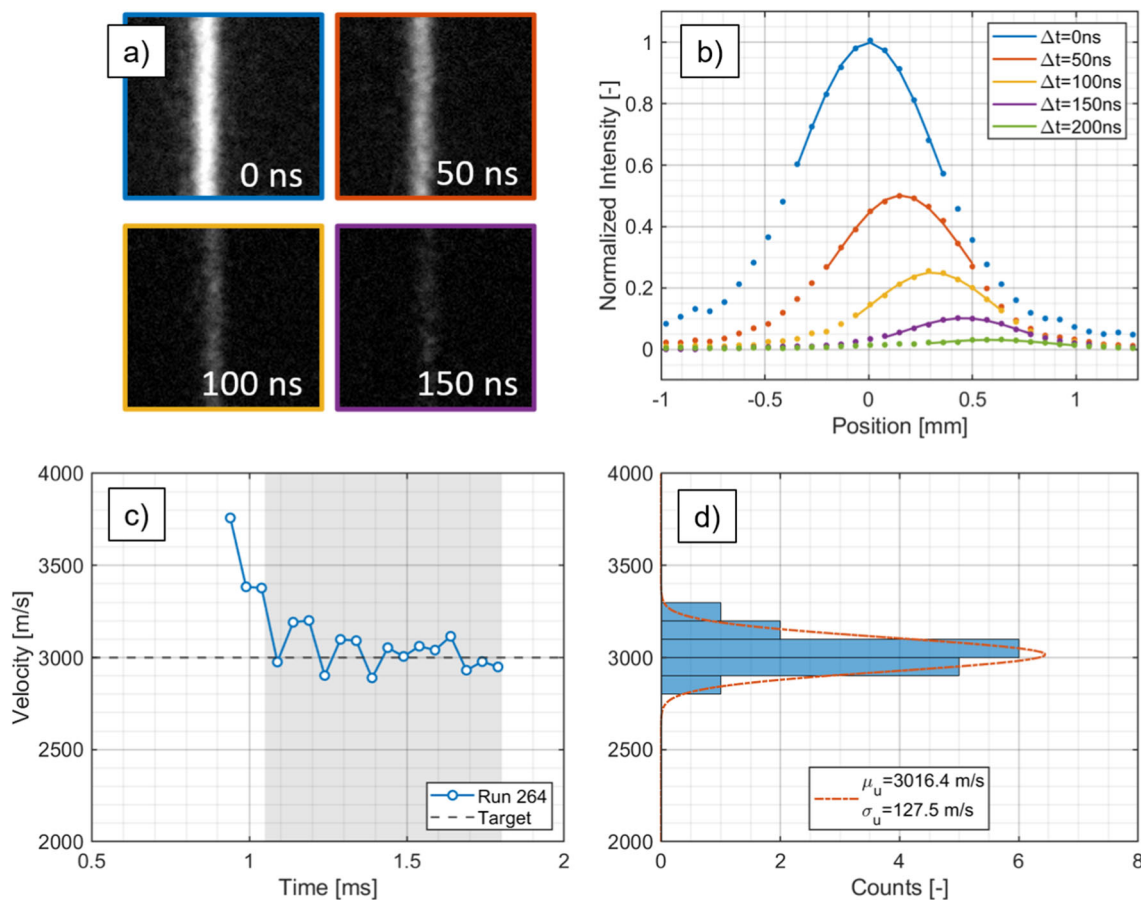 a)
0 ns
50 ns
100 ns
150 ns
b)
Normalized Intensity [-]
1
0.8
0.6
0.4
0.2
0
-1
-0.5
0
0.5
1
Position [mm]
Δt=0ns
Δt=50ns
Δt=100ns
Δt=150ns
Δt=200ns
c)
Velocity [m/s]
4000
3500
3000
2500
2000
0.5
1
1.5
2
Time [ms]
Run 264
Target
d)
4000
3500
3000
2500
2000
0
2
4
6
8
Counts [-]
μ_u=3016.4 m/s
σ_u=127.5 m/s